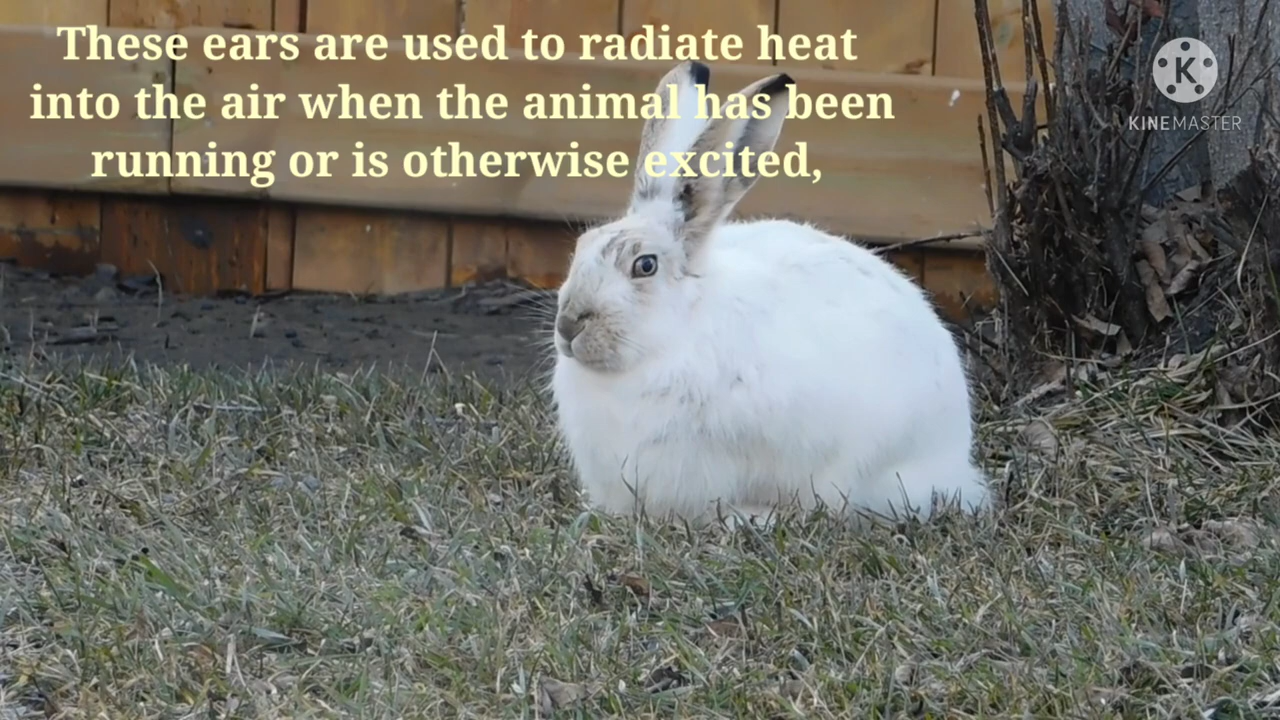 These ears are used to radiate heat
into the air when the animal has been
running or is otherwise excited,
K
KINEMASTER